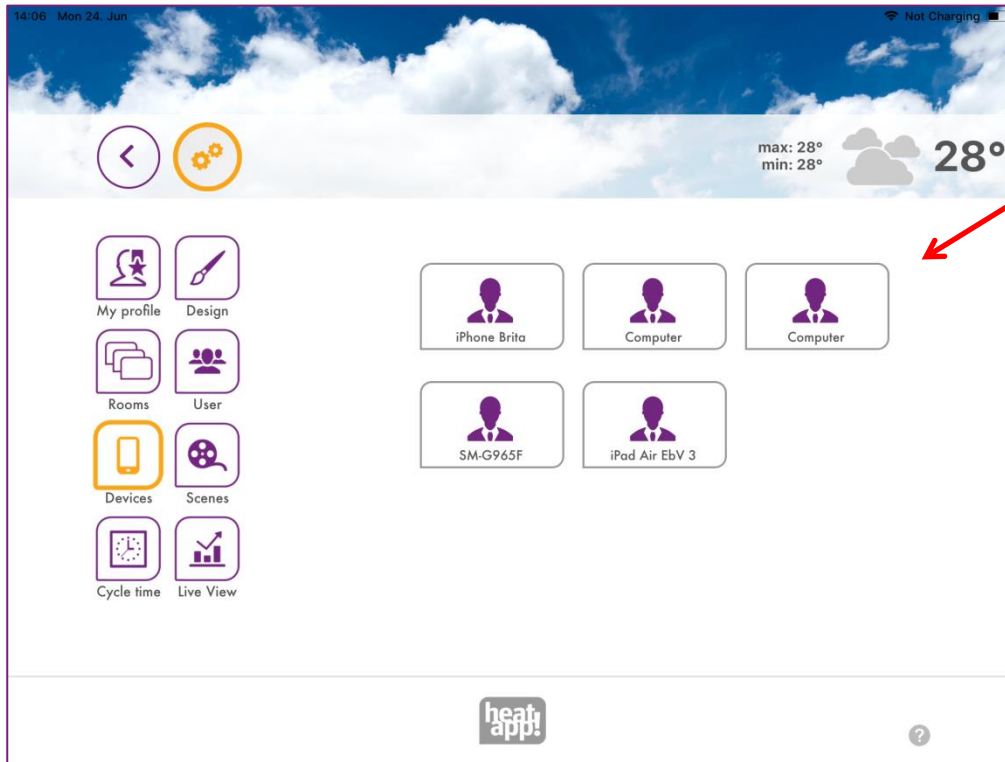 14:06 Mon 24. Jun
Not Charging
max: 28°
min: 28°
28°
My profile
Design
Rooms
User
Devices
Scenes
Cycle time
Live View
iPhone Brita
Computer
Computer
SM-G965F
iPad Air EbV 3
heat
app!
?